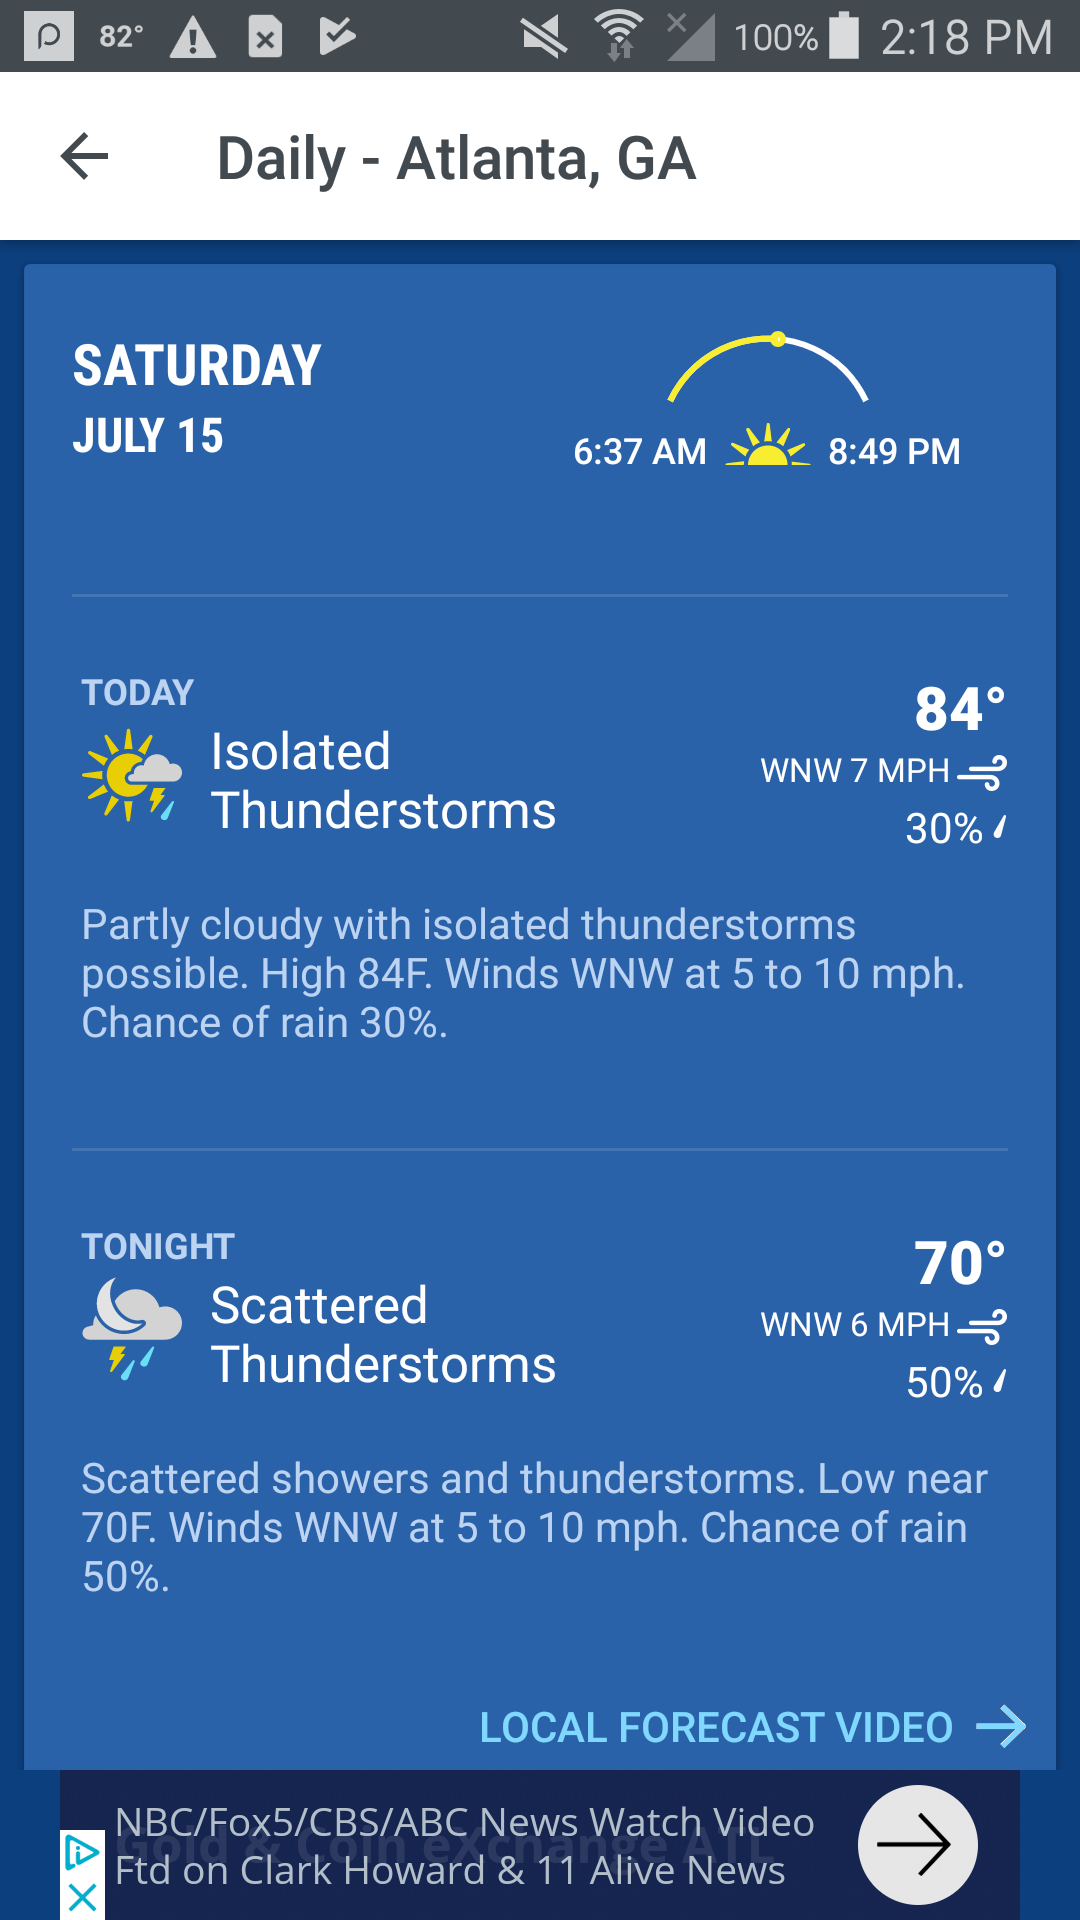 82° 100% 2:18 PM
Daily - Atlanta, GA
SATURDAY
JULY 15
6:37 AM 8:49 PM
TODAY
84°
Isolated
Thunderstorms
WNW 7 MPH
30%
Partly cloudy with isolated thunderstorms
possible. High 84F. Winds WNW at 5 to 10 mph.
Chance of rain 30%.
TONIGHT
70°
Scattered
Thunderstorms
WNW 6 MPH
50%
Scattered showers and thunderstorms. Low near
70F. Winds WNW at 5 to 10 mph. Chance of rain
50%.
LOCAL FORECAST VIDEO
NBC/Fox5/CBS/ABC News Watch Video
Gold & Coin eXchange ATL
Ftd on Clark Howard & 11 Alive News